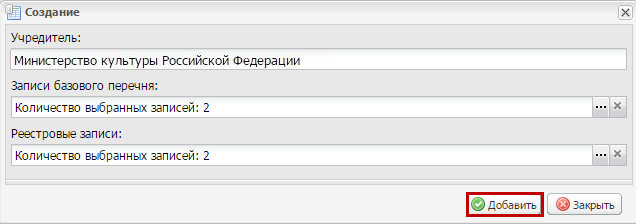 Создание
Учредитель:
Министерство культуры Российской Федерации
Записи базового перечня:
Количество выбранных записей: 2
Реестровые записи:
Количество выбранных записей: 2
Добавить Закрыть